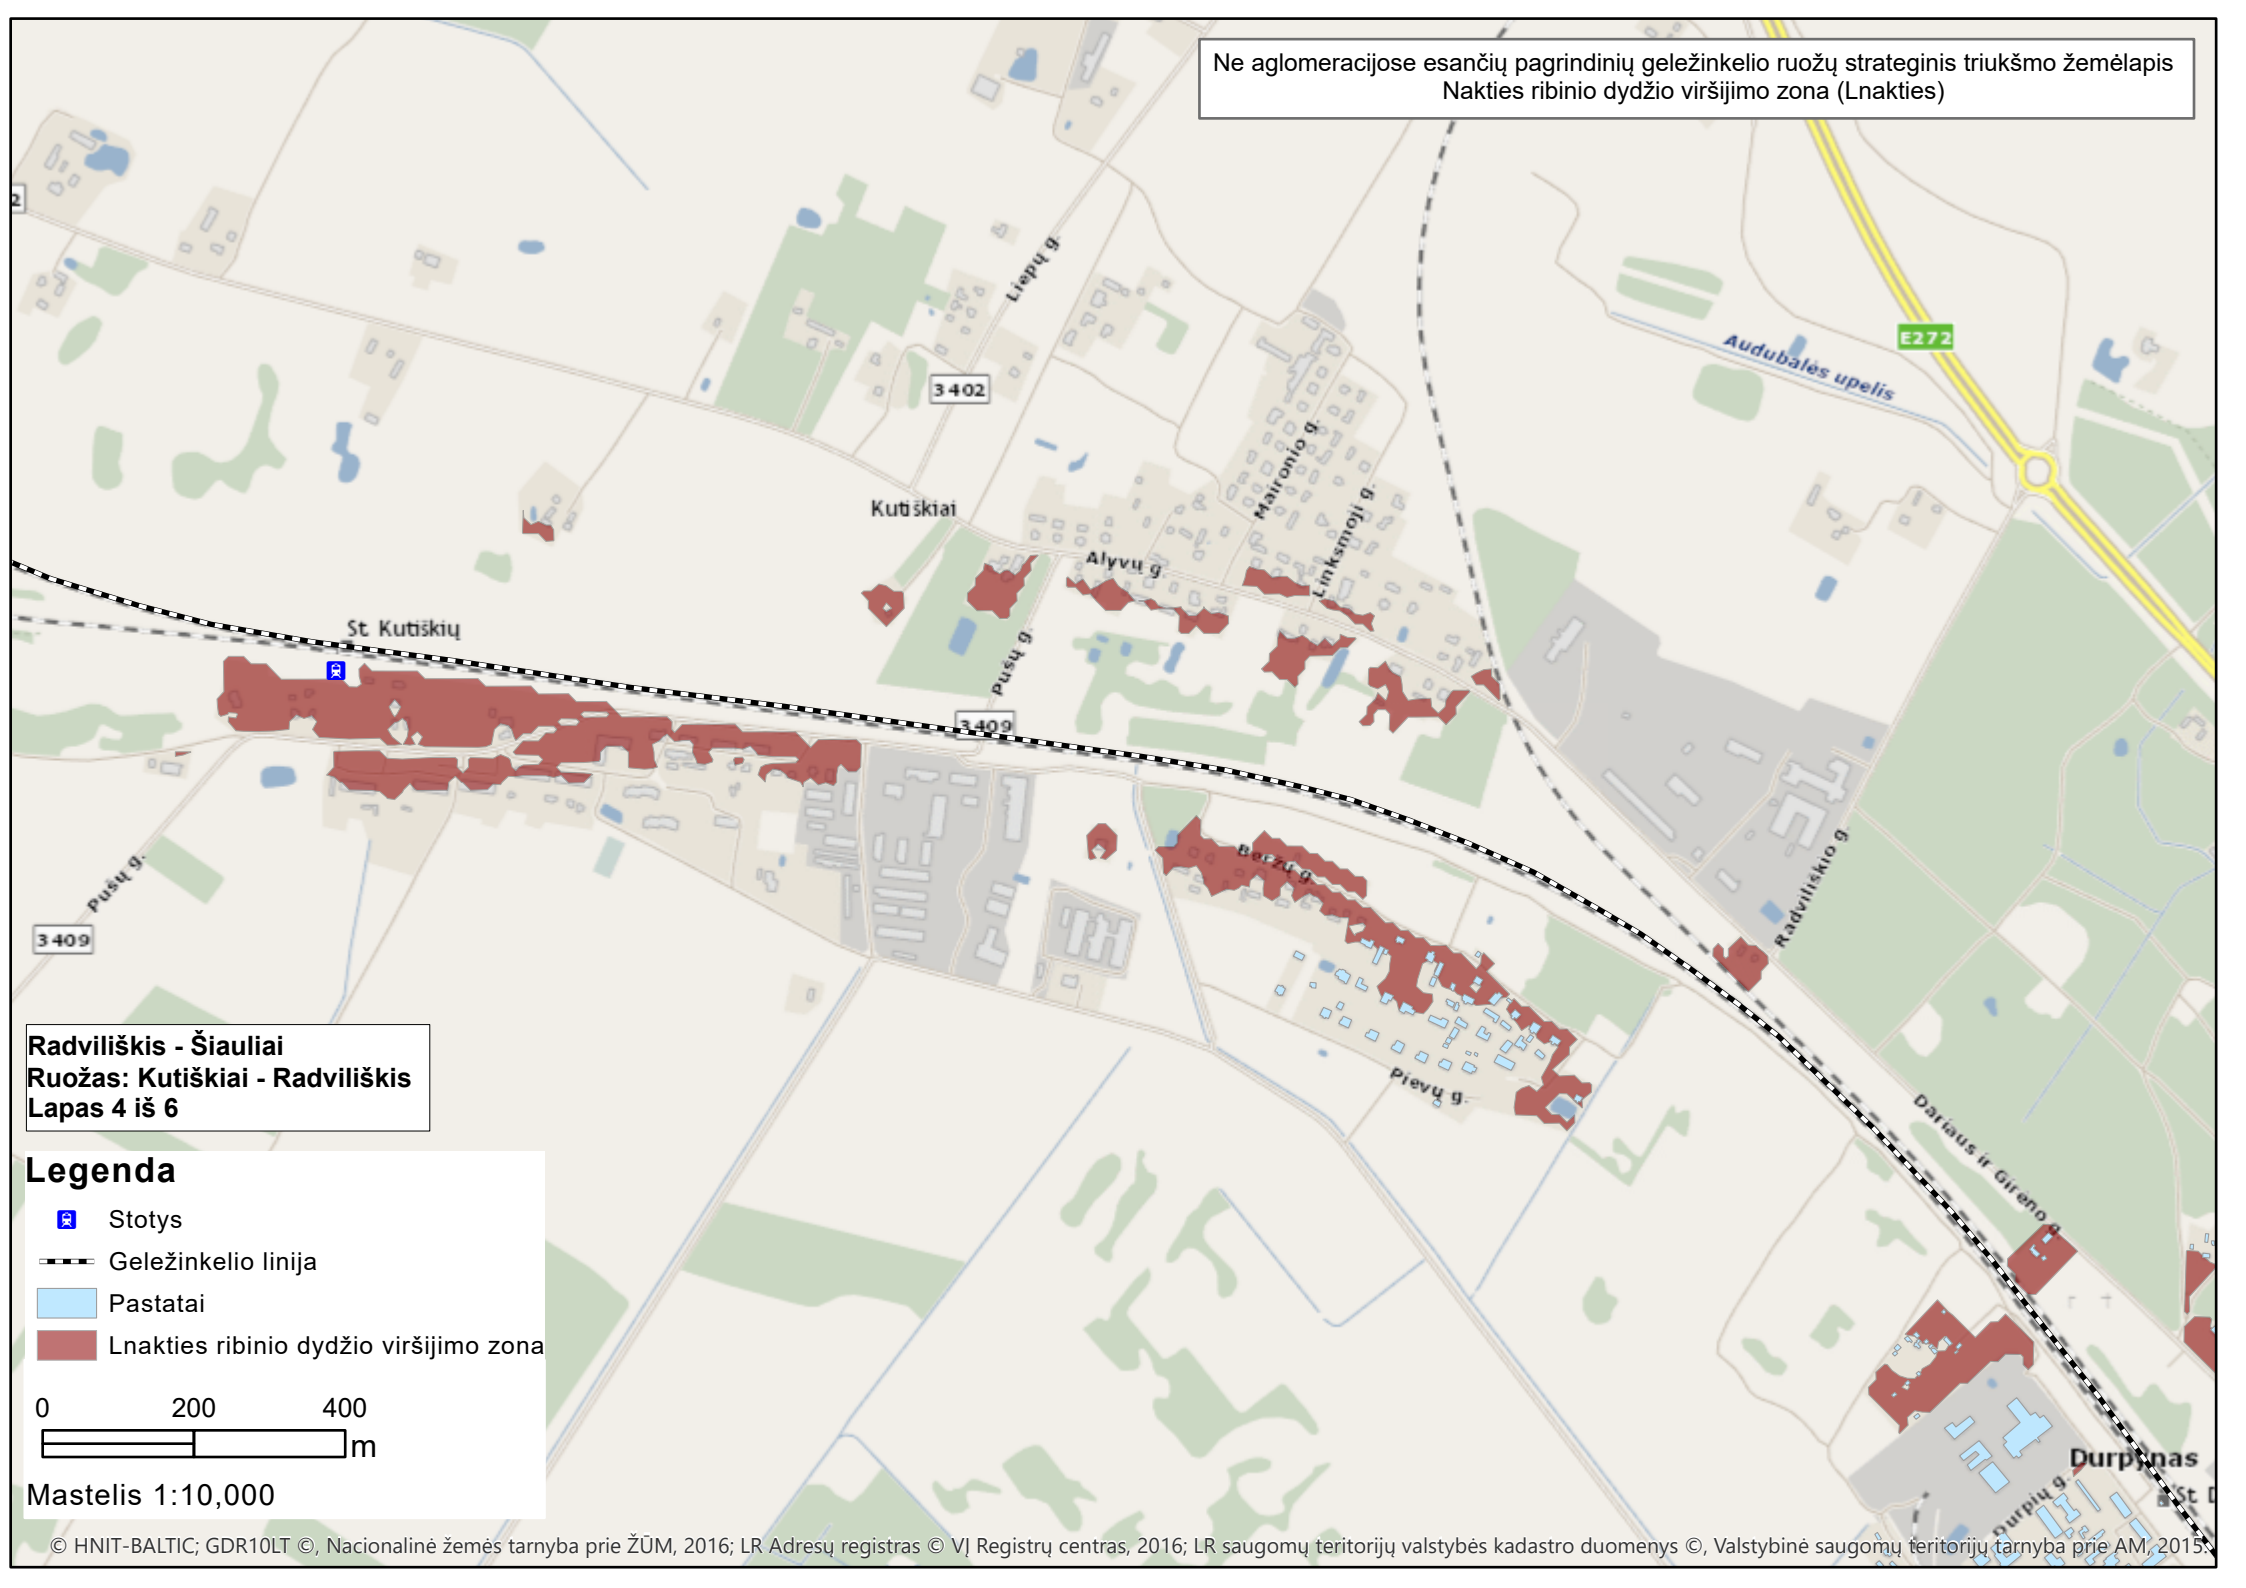 Ne aglomeracijose esančių pagrindinių geležinkelio ruožų strateginis triukšmo žemėlapis
Nakties ribinio dydžio viršijimo zona (Lnakties)
2
Liepų g.
E272
Audubalės upelis
3402
Maironio g.
Linksmoji g.
Kutiškiai
Alyvų g.
St. Kutiškių
Pušų g.
3409
Beržų g.
Radviliškio g.
Pušų g.
3409
Pievų g.
Dariaus ir Girėno g.
Durpynas
St D
Durpių g.
Radviliškis - Šiauliai
Ruožas: Kutiškiai - Radviliškis
Lapas 4 iš 6
Legenda
Stotys
Geležinkelio linija
Pastatai
Lnakties ribinio dydžio viršijimo zona
0 200 400
m
Mastelis 1:10,000
© HNIT-BALTIC; GDR10LT ©, Nacionalinė žemės tarnyba prie ŽŪM, 2016; LR Adresų registras © VĮ Registrų centras, 2016; LR saugomų teritorijų valstybės kadastro duomenys ©, Valstybinė saugomų teritorijų tarnyba prie AM, 2015.